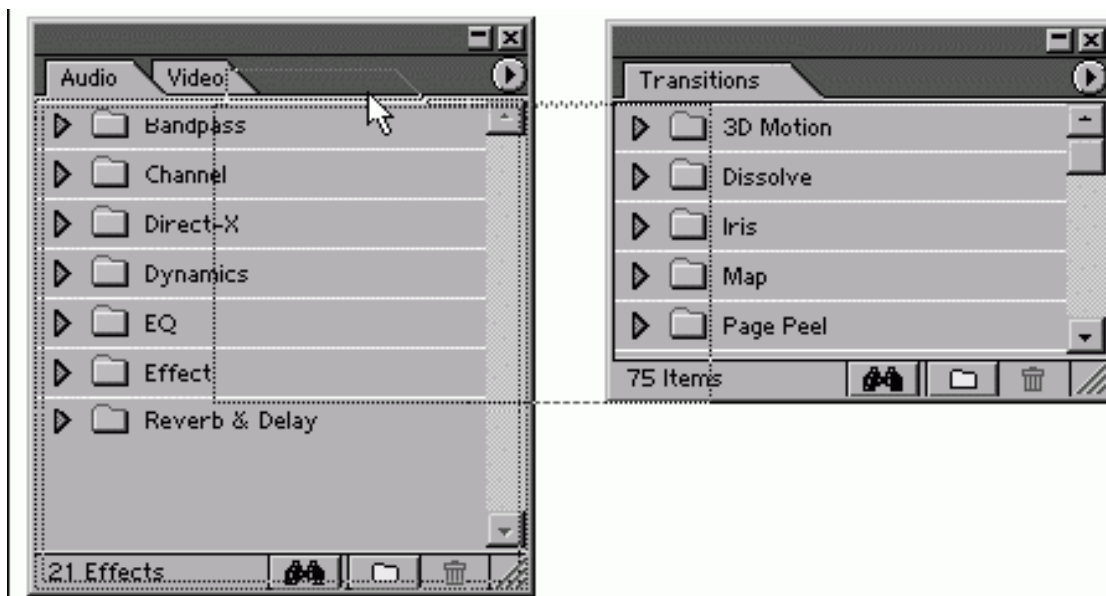 Audio
Video
Bandpass
Channel
Direct-X
Dynamics
EQ
Effect
Reverb & Delay
21 Effects
Transitions
3D Motion
Dissolve
Iris
Map
Page Peel
75 Items